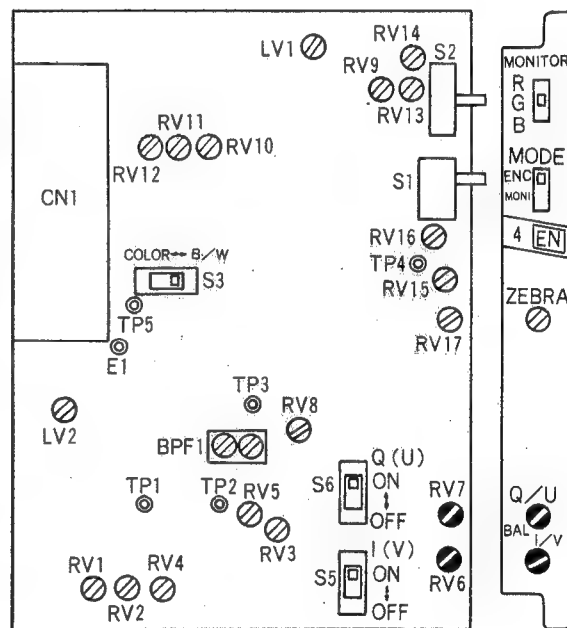 RV14
LV1
S2
RV9
RV13
RV11
RV10
RV12
CN1
S1
RV16
TP4
RV15
COLOR↔B/W
S3
TP5
E1
RV17
TP3
RV8
LV2
BPF1
Q(U)
S6
ON
↕
OFF
TP1
TP2
RV5
RV3
RV7
I(V)
S5
ON
↕
OFF
RV6
RV1
RV4
RV2
MONITOR
R
G
B
MODE
ENC
MONI
4 EN
ZEBRA
Q/U
BAL
I/V